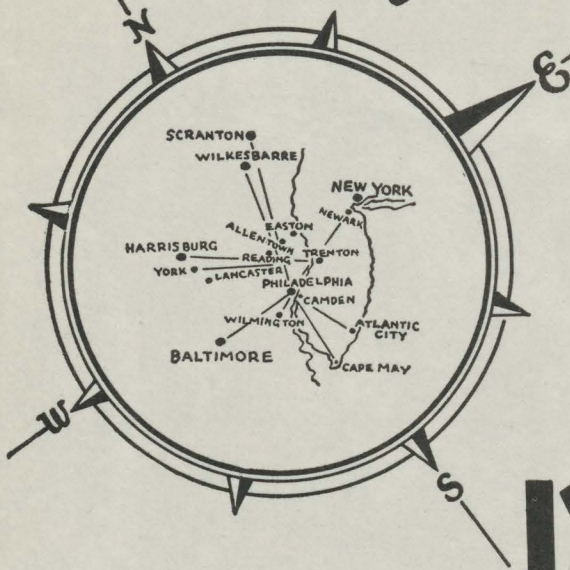 N
E
SCRANTON
WILKESBARRE
NEW YORK
NEWARK
EASTON
ALLENTOWN
HARRISBURG
READING
TRENTON
YORK
LANCASTER
PHILADELPHIA
CAMDEN
WILMINGTON
ATLANTIC
CITY
BALTIMORE
CAPE MAY
W
S